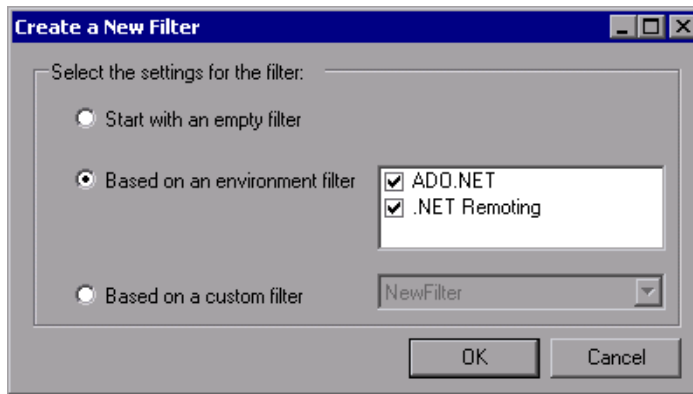 Create a New Filter
Select the settings for the filter:
Start with an empty filter
Based on an environment filter
ADO.NET
.NET Remoting
Based on a custom filter
NewFilter
OK
Cancel